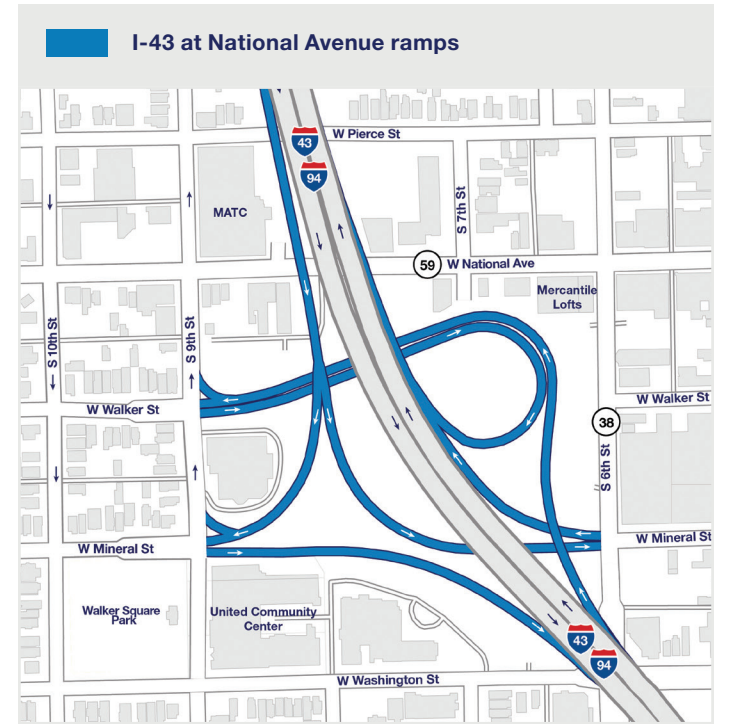 I-43 at National Avenue ramps
W Pierce St
43
94
MATC
S 7th St
59
W National Ave
Mercantile
Lofts
S 10th St
S 9th St
W Walker St
W Walker St
38
S 6th St
W Mineral St
W Mineral St
Walker Square
Park
United Community
Center
43
94
W Washington St